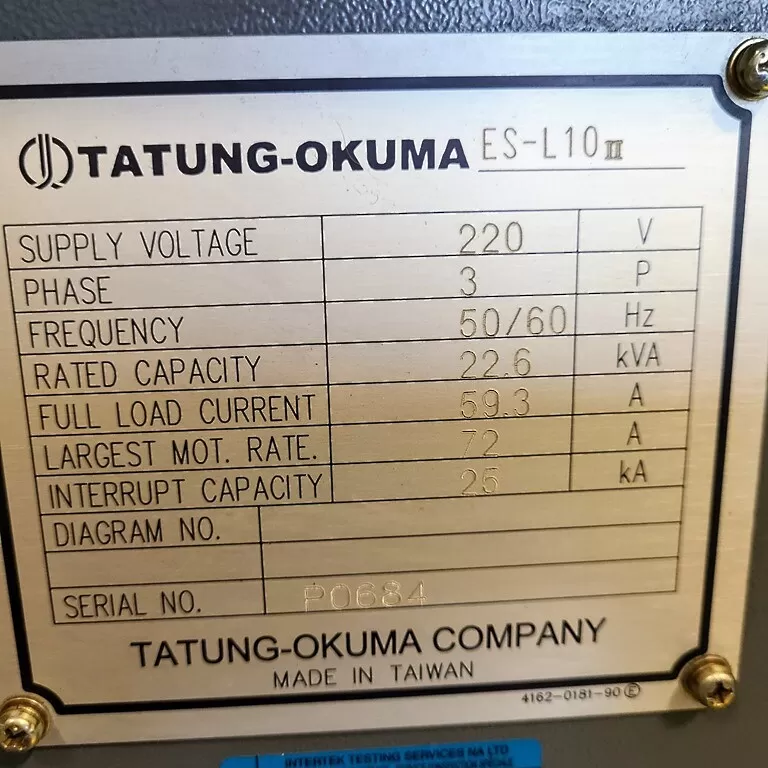 TATUNG-OKUMA ES-L10II
SUPPLY VOLTAGE 220 V
PHASE 3 P
FREQUENCY 50/60 Hz
RATED CAPACITY 22.6 kVA
FULL LOAD CURRENT 59.3 A
LARGEST MOT. RATE. 72 A
INTERRUPT CAPACITY 25 kA
DIAGRAM NO.
SERIAL NO. P0684
TATUNG-OKUMA COMPANY
MADE IN TAIWAN
4162-0181-90 Ⓔ
INTERTEK TESTING SERVICES NA LTD